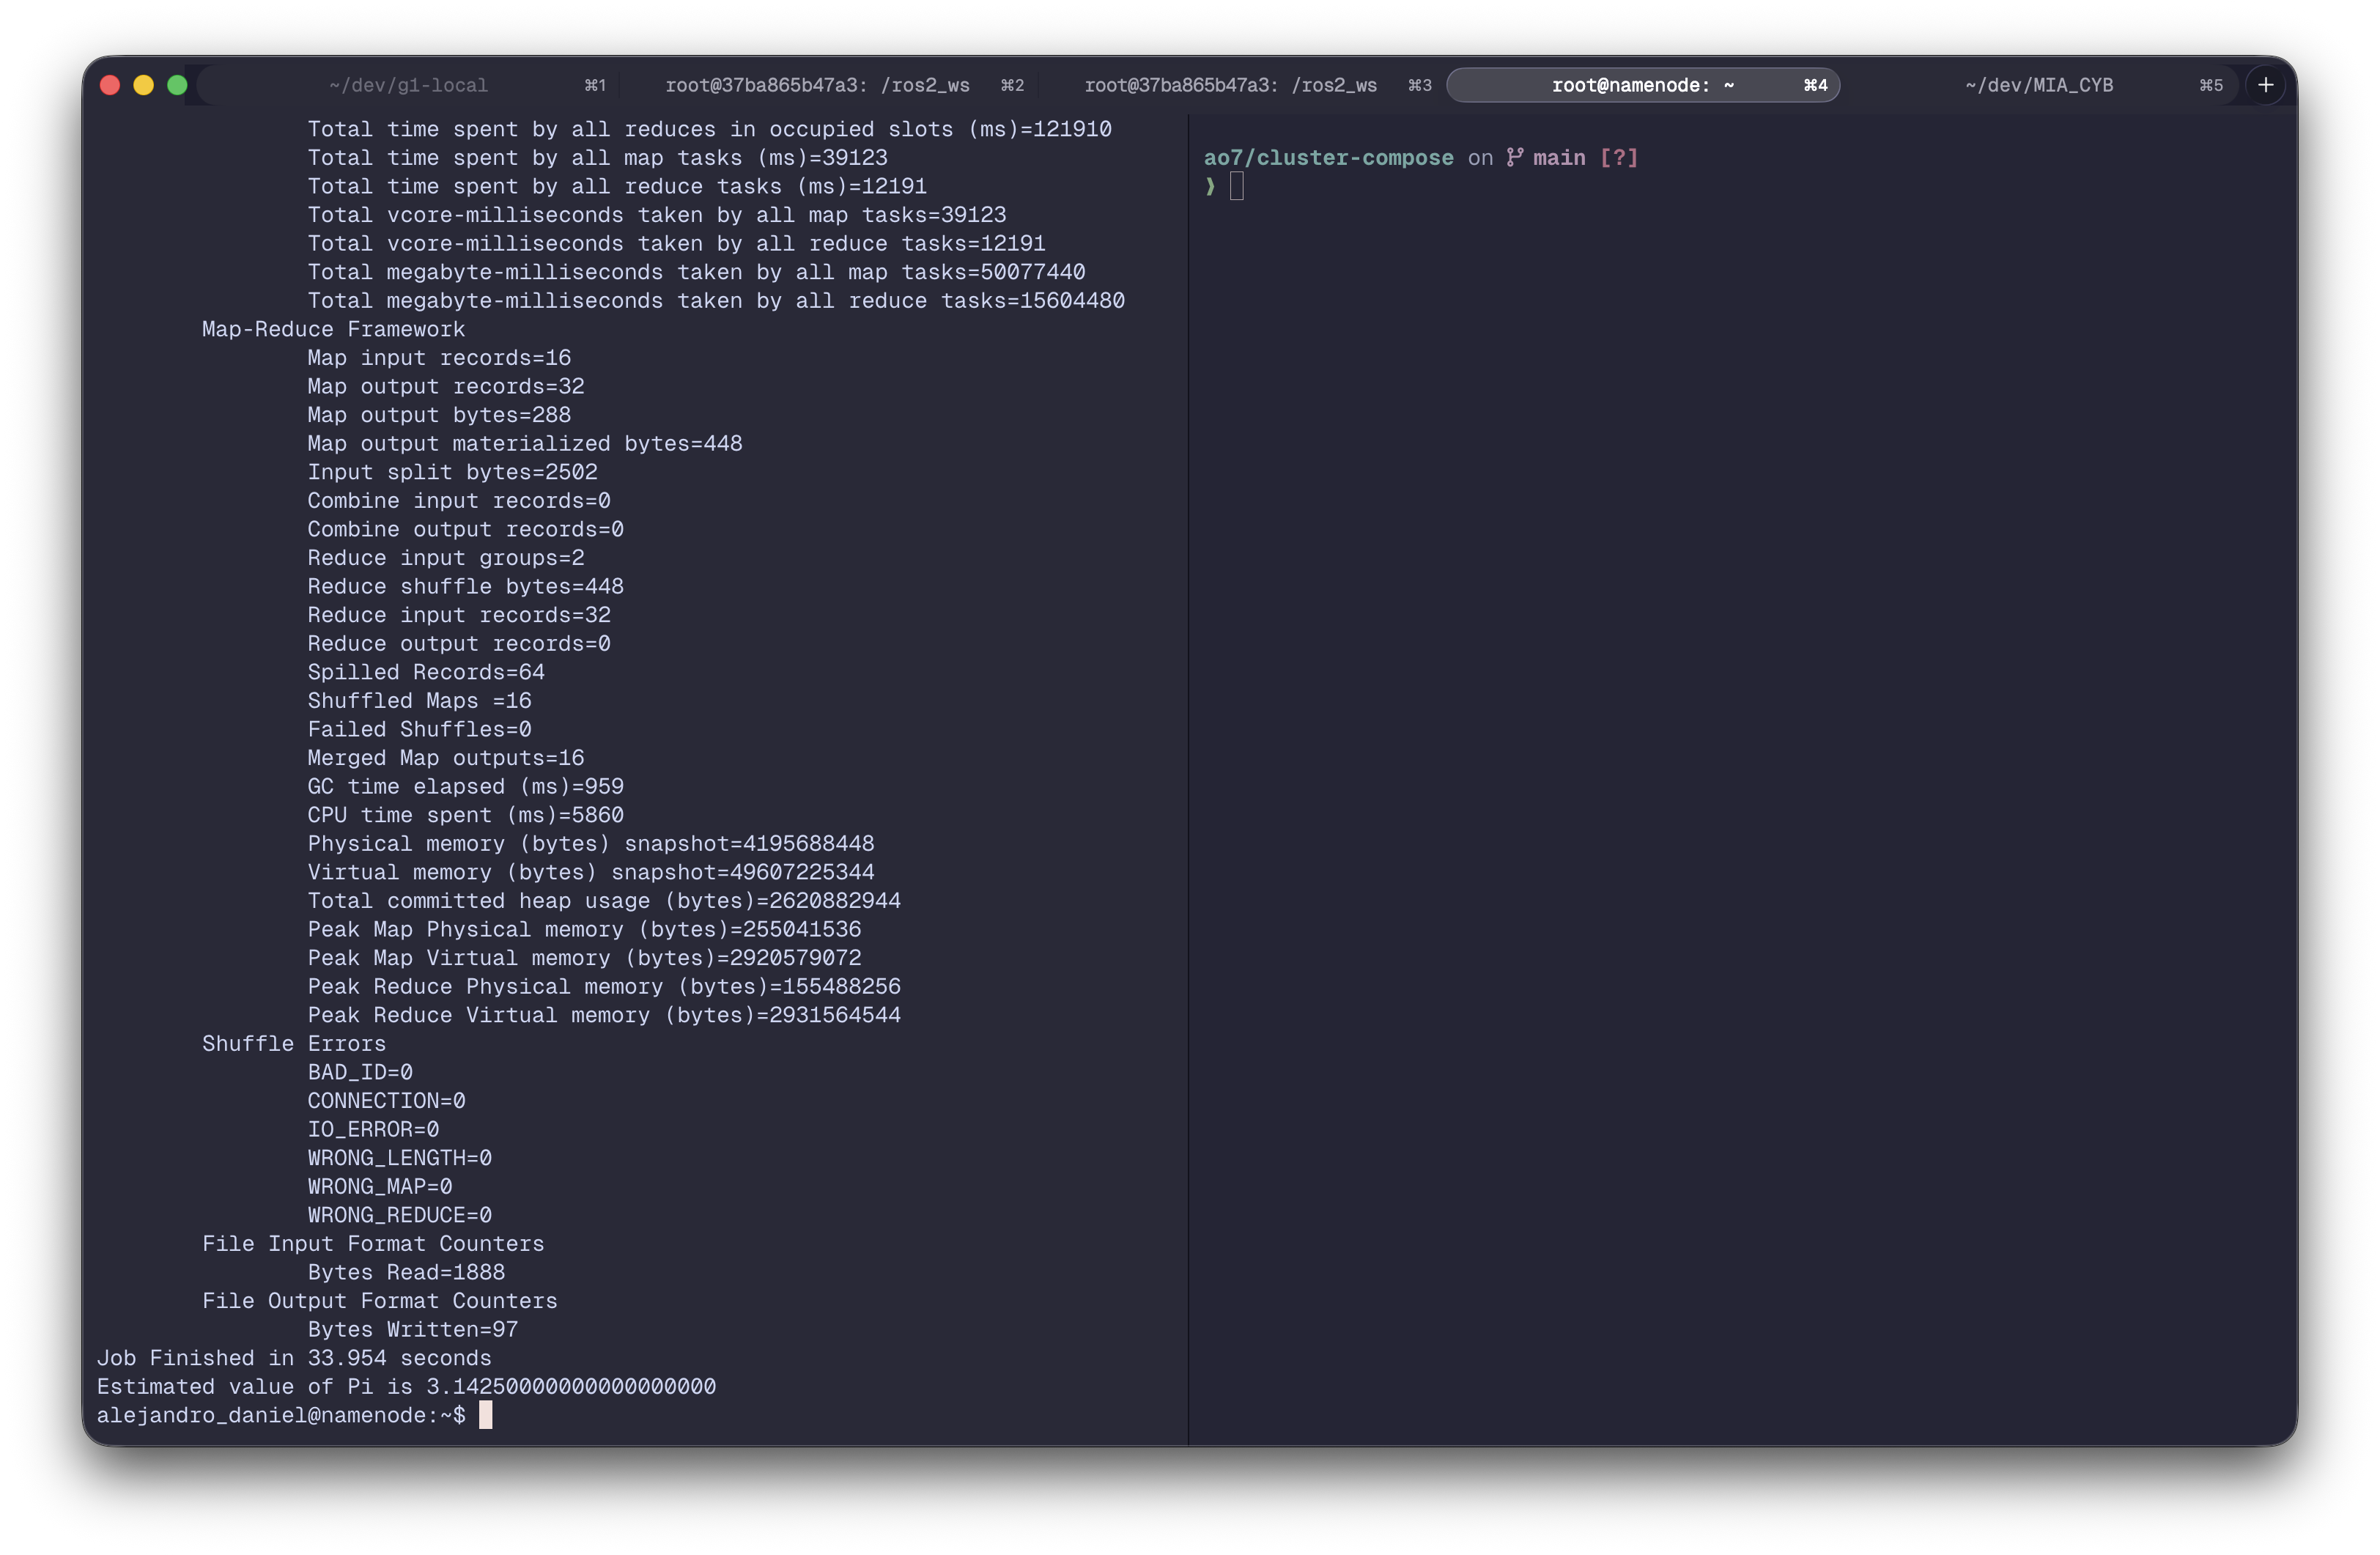 ~/dev/g1-local ⌘1 root@37ba865b47a3: /ros2_ws ⌘2 root@37ba865b47a3: /ros2_ws ⌘3 root@namenode: ~ ⌘4 ~/dev/MIA_CYB ⌘5 +
Total time spent by all reduces in occupied slots (ms)=121910
Total time spent by all map tasks (ms)=39123
Total time spent by all reduce tasks (ms)=12191
Total vcore-milliseconds taken by all map tasks=39123
Total vcore-milliseconds taken by all reduce tasks=12191
Total megabyte-milliseconds taken by all map tasks=50077440
Total megabyte-milliseconds taken by all reduce tasks=15604480
Map-Reduce Framework
Map input records=16
Map output records=32
Map output bytes=288
Map output materialized bytes=448
Input split bytes=2502
Combine input records=0
Combine output records=0
Reduce input groups=2
Reduce shuffle bytes=448
Reduce input records=32
Reduce output records=0
Spilled Records=64
Shuffled Maps =16
Failed Shuffles=0
Merged Map outputs=16
GC time elapsed (ms)=959
CPU time spent (ms)=5860
Physical memory (bytes) snapshot=4195688448
Virtual memory (bytes) snapshot=49607225344
Total committed heap usage (bytes)=2620882944
Peak Map Physical memory (bytes)=255041536
Peak Map Virtual memory (bytes)=2920579072
Peak Reduce Physical memory (bytes)=155488256
Peak Reduce Virtual memory (bytes)=2931564544
Shuffle Errors
BAD_ID=0
CONNECTION=0
IO_ERROR=0
WRONG_LENGTH=0
WRONG_MAP=0
WRONG_REDUCE=0
File Input Format Counters
Bytes Read=1888
File Output Format Counters
Bytes Written=97
Job Finished in 33.954 seconds
Estimated value of Pi is 3.14250000000000000000
alejandro_daniel@namenode:~$
ao7/cluster-compose on main [?]
❯